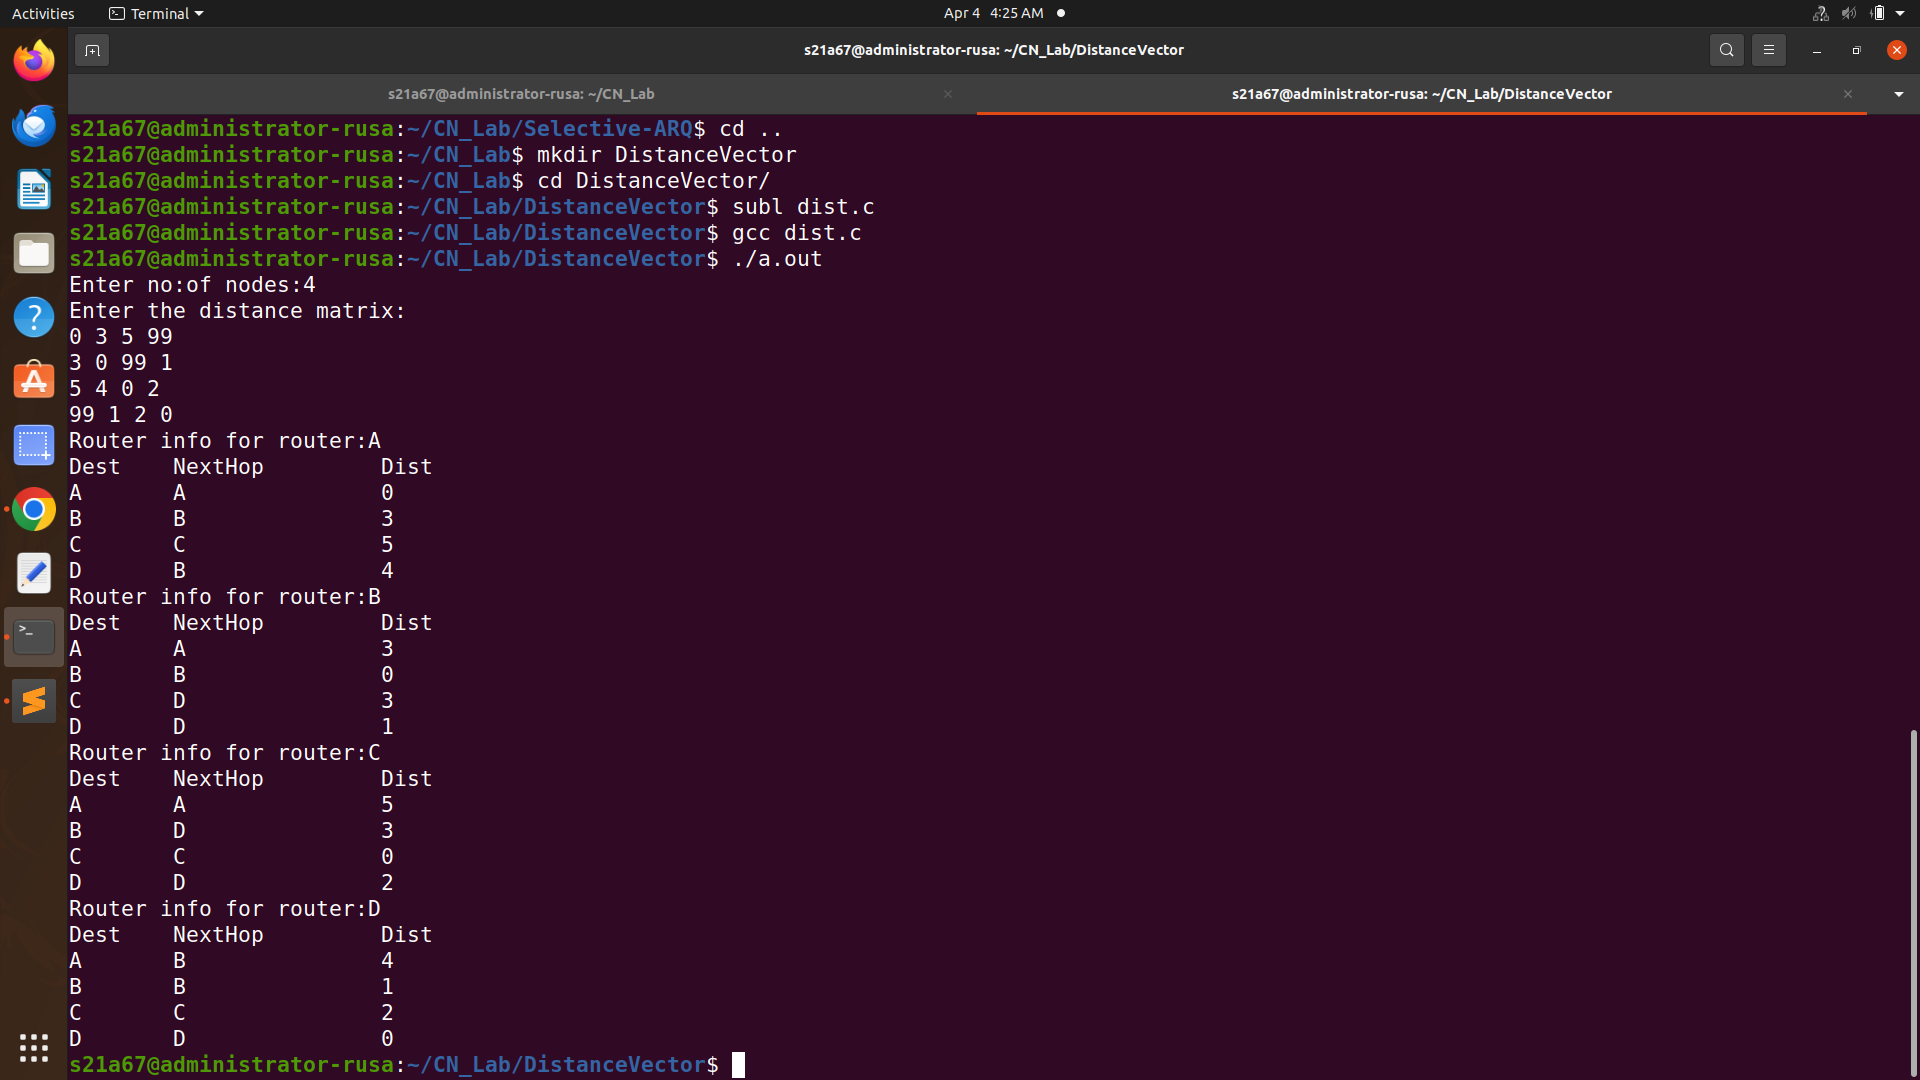 Activities Terminal Apr 4 4:25 AM
s21a67@administrator-rusa: ~/CN_Lab/DistanceVector
s21a67@administrator-rusa: ~/CN_Lab s21a67@administrator-rusa: ~/CN_Lab/DistanceVector
s21a67@administrator-rusa:~/CN_Lab/Selective-ARQ$ cd ..
s21a67@administrator-rusa:~/CN_Lab$ mkdir DistanceVector
s21a67@administrator-rusa:~/CN_Lab$ cd DistanceVector/
s21a67@administrator-rusa:~/CN_Lab/DistanceVector$ subl dist.c
s21a67@administrator-rusa:~/CN_Lab/DistanceVector$ gcc dist.c
s21a67@administrator-rusa:~/CN_Lab/DistanceVector$ ./a.out
Enter no:of nodes:4
Enter the distance matrix:
0 3 5 99
3 0 99 1
5 4 0 2
99 1 2 0
Router info for router:A
Dest NextHop Dist
A A 0
B B 3
C C 5
D B 4
Router info for router:B
Dest NextHop Dist
A A 3
B B 0
C D 3
D D 1
Router info for router:C
Dest NextHop Dist
A A 5
B D 3
C C 0
D D 2
Router info for router:D
Dest NextHop Dist
A B 4
B B 1
C C 2
D D 0
s21a67@administrator-rusa:~/CN_Lab/DistanceVector$